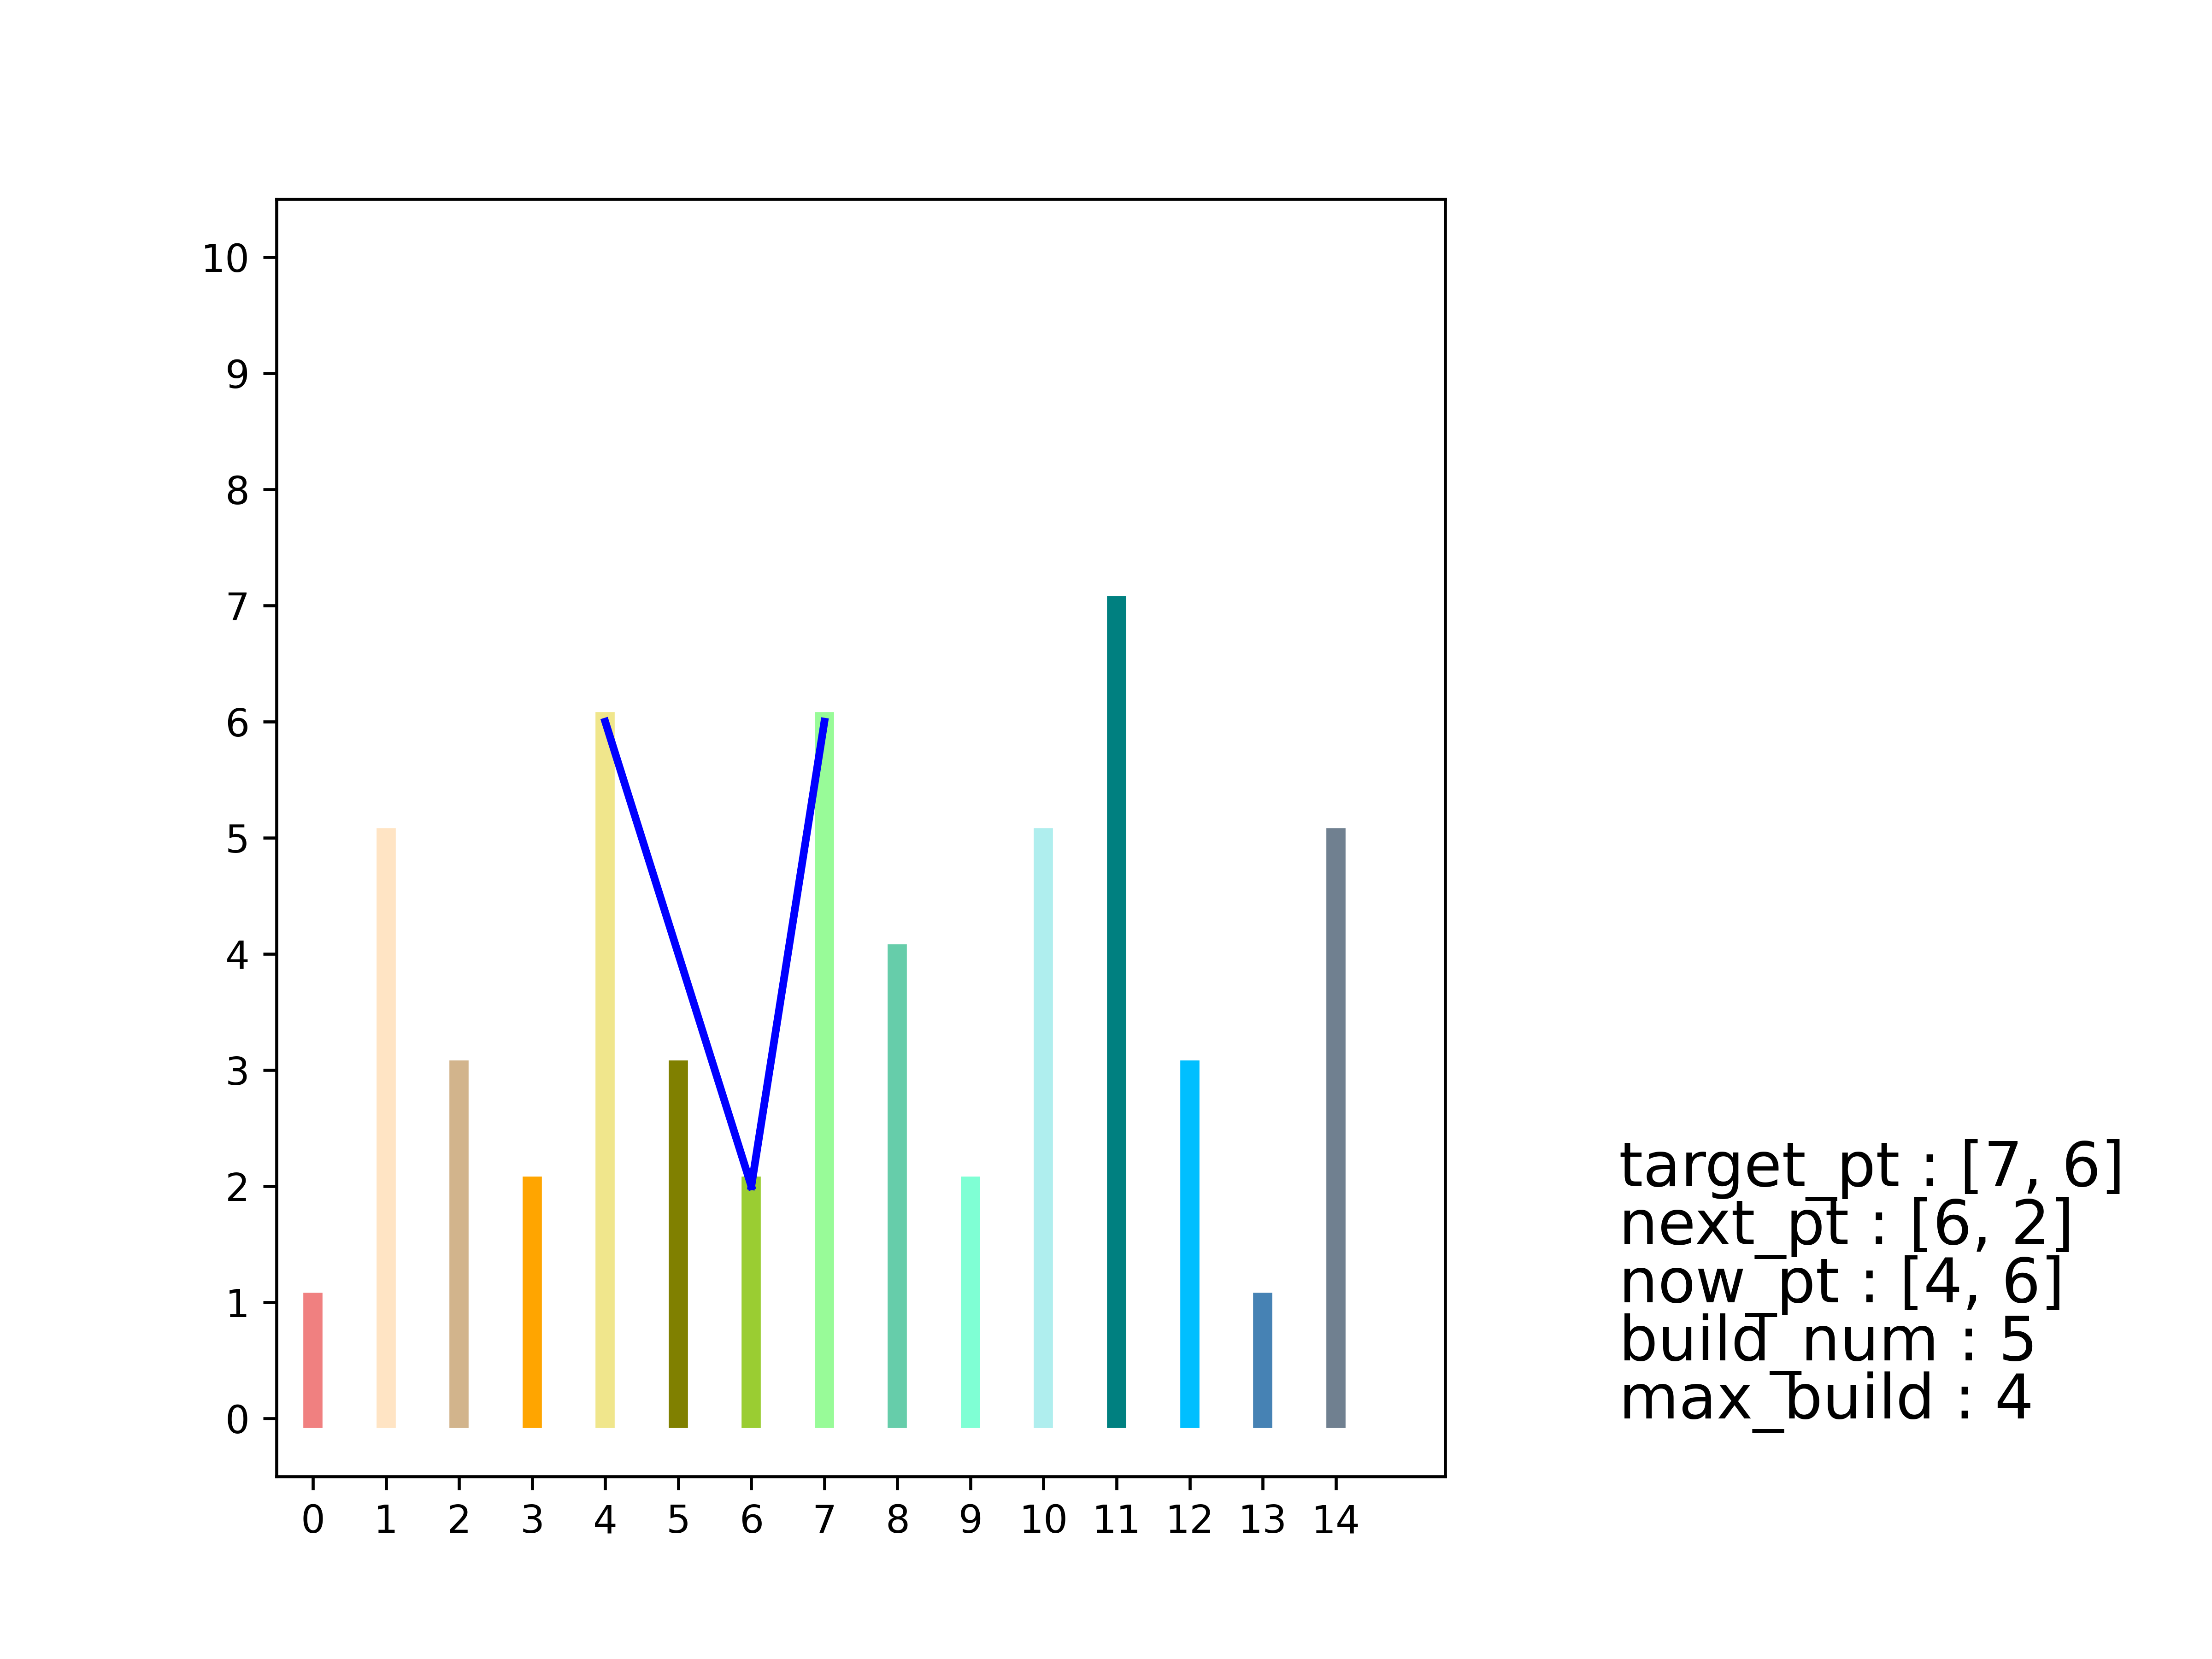 10
9
8
7
6
5
4
3
2
1
0
0 1 2 3 4 5 6 7 8 9 10 11 12 13 14
target_pt : [7, 6]
next_pt : [6, 2]
now_pt : [4, 6]
build_num : 5
max_build : 4